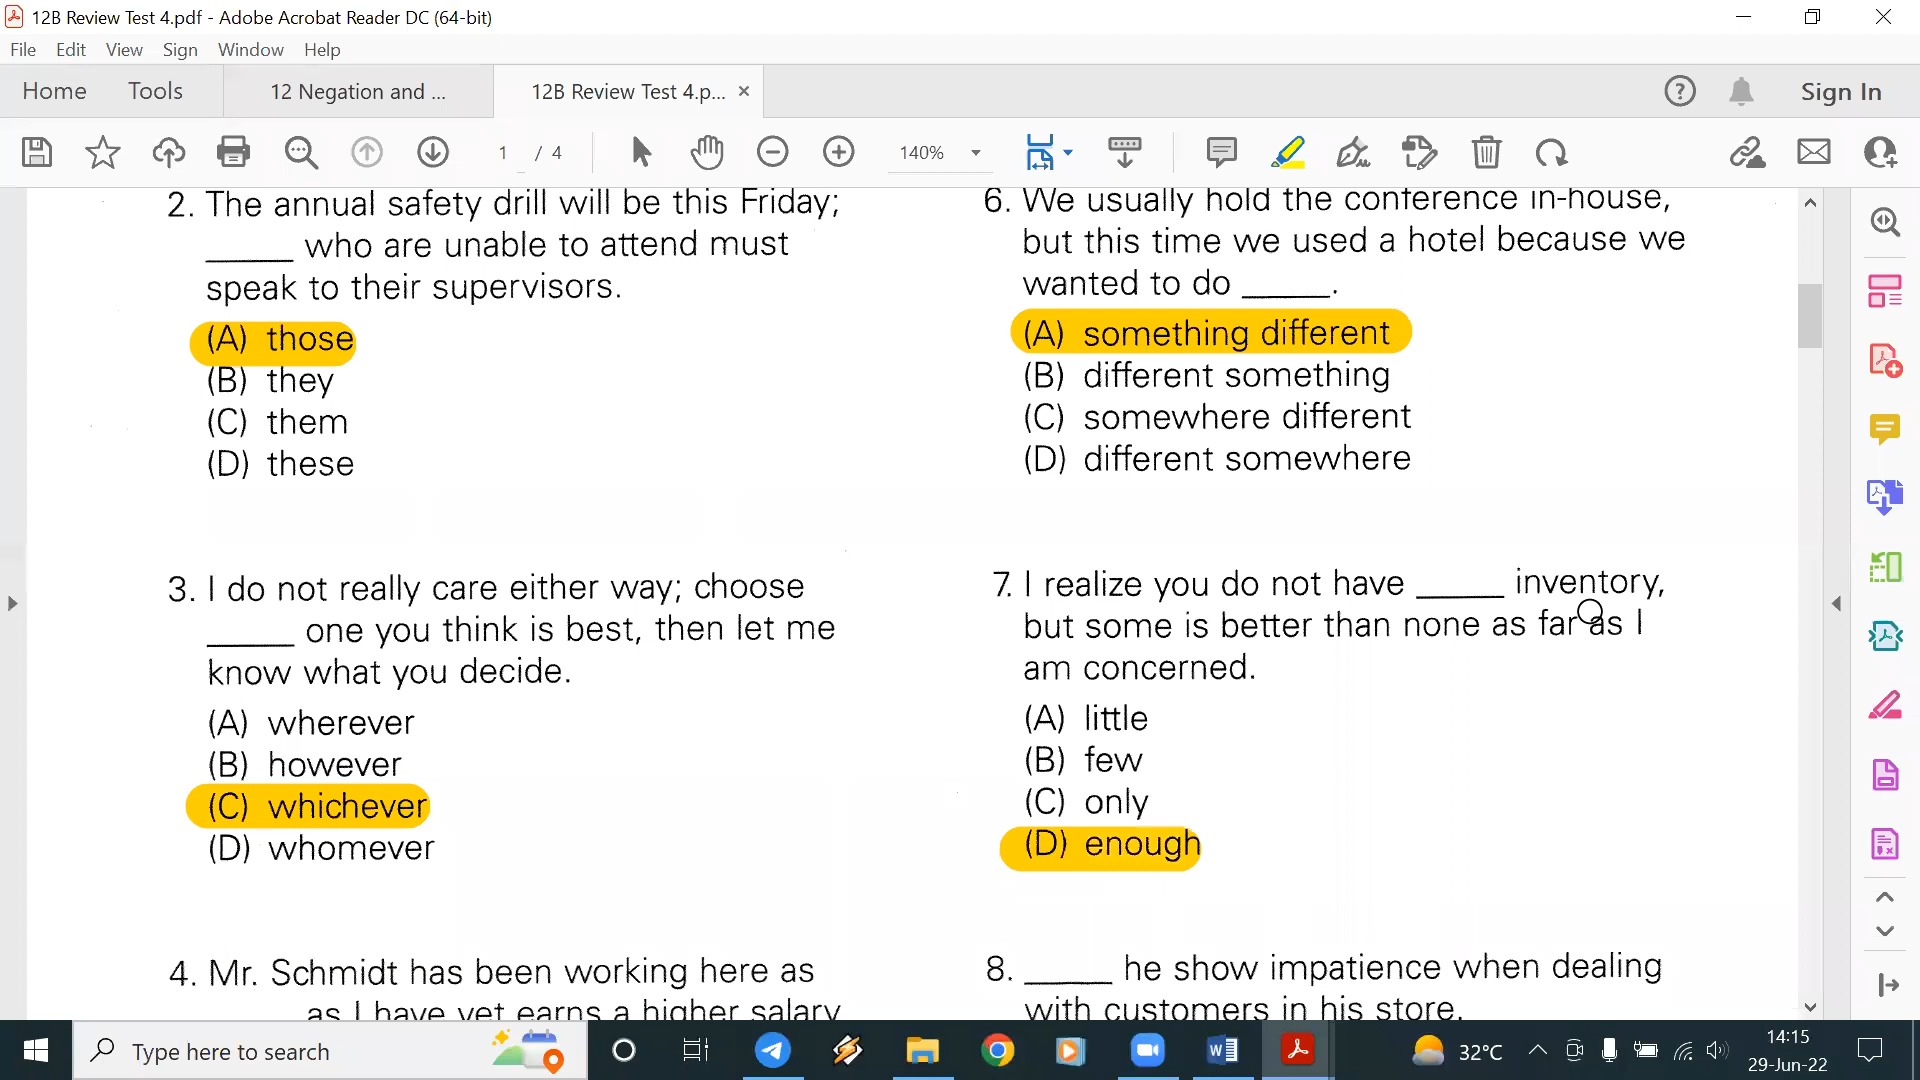 12B Review Test 4.pdf - Adobe Acrobat Reader DC (64-bit)
File Edit View Sign Window Help
Home Tools 12 Negation and ... 12B Review Test 4.p... × Sign In
1 / 4 140%
2. The annual safety drill will be this Friday;
_____ who are unable to attend must
speak to their supervisors.
(A) those
(B) they
(C) them
(D) these
3. I do not really care either way; choose
_____ one you think is best, then let me
know what you decide.
(A) wherever
(B) however
(C) whichever
(D) whomever
4. Mr. Schmidt has been working here as
_____ as I have yet earns a higher salary
6. We usually hold the conference in-house,
but this time we used a hotel because we
wanted to do _____.
(A) something different
(B) different something
(C) somewhere different
(D) different somewhere
7. I realize you do not have _____ inventory,
but some is better than none as far as I
am concerned.
(A) little
(B) few
(C) only
(D) enough
8. _____ he show impatience when dealing
with customers in his store.
Type here to search
32°C
14:15
29-Jun-22